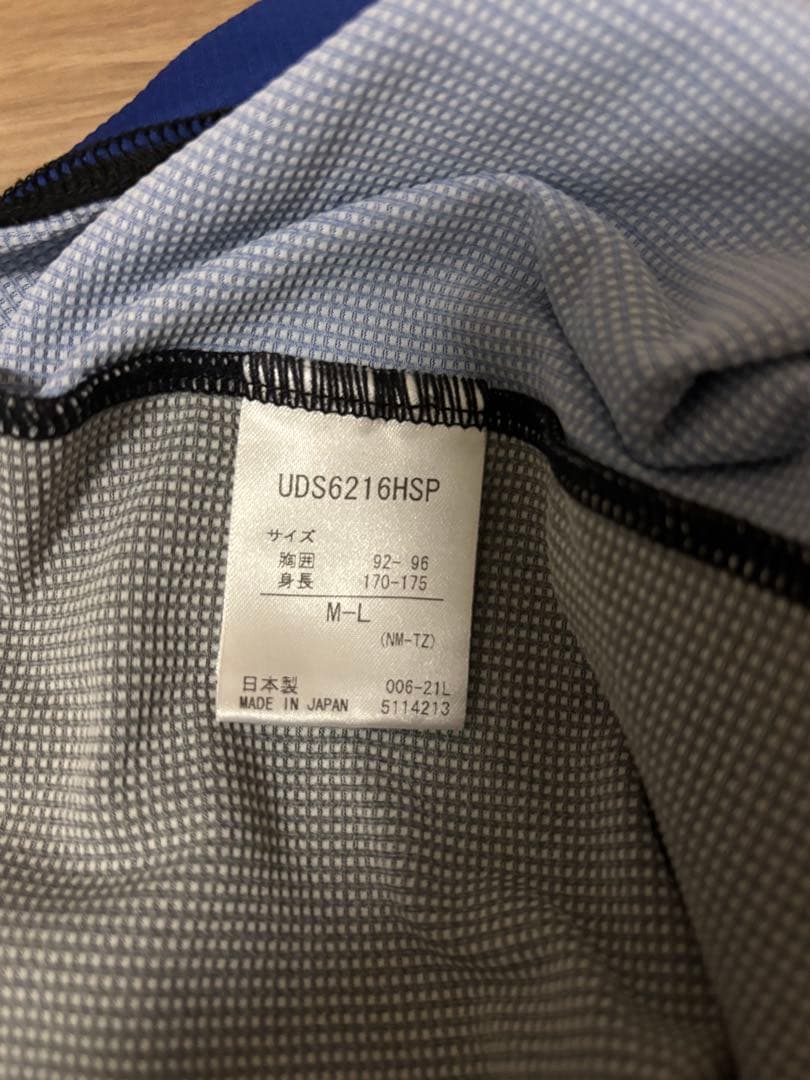 UDS6216HSP
サイズ
胸囲 92- 96
身長 170-175
M-L
(NM-TZ)
日本製 006-21L
MADE IN JAPAN 5114213